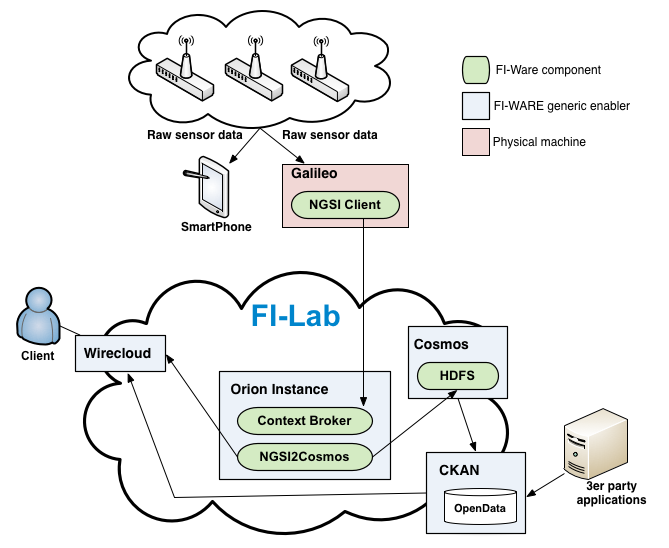 Raw sensor data
Raw sensor data
FI-Ware component
FI-WARE generic enabler
Physical machine
SmartPhone
Galileo
NGSI Client
FI-Lab
Client
Wirecloud
Orion Instance
Context Broker
NGSI2Cosmos
Cosmos
HDFS
CKAN
OpenData
3er party
applications